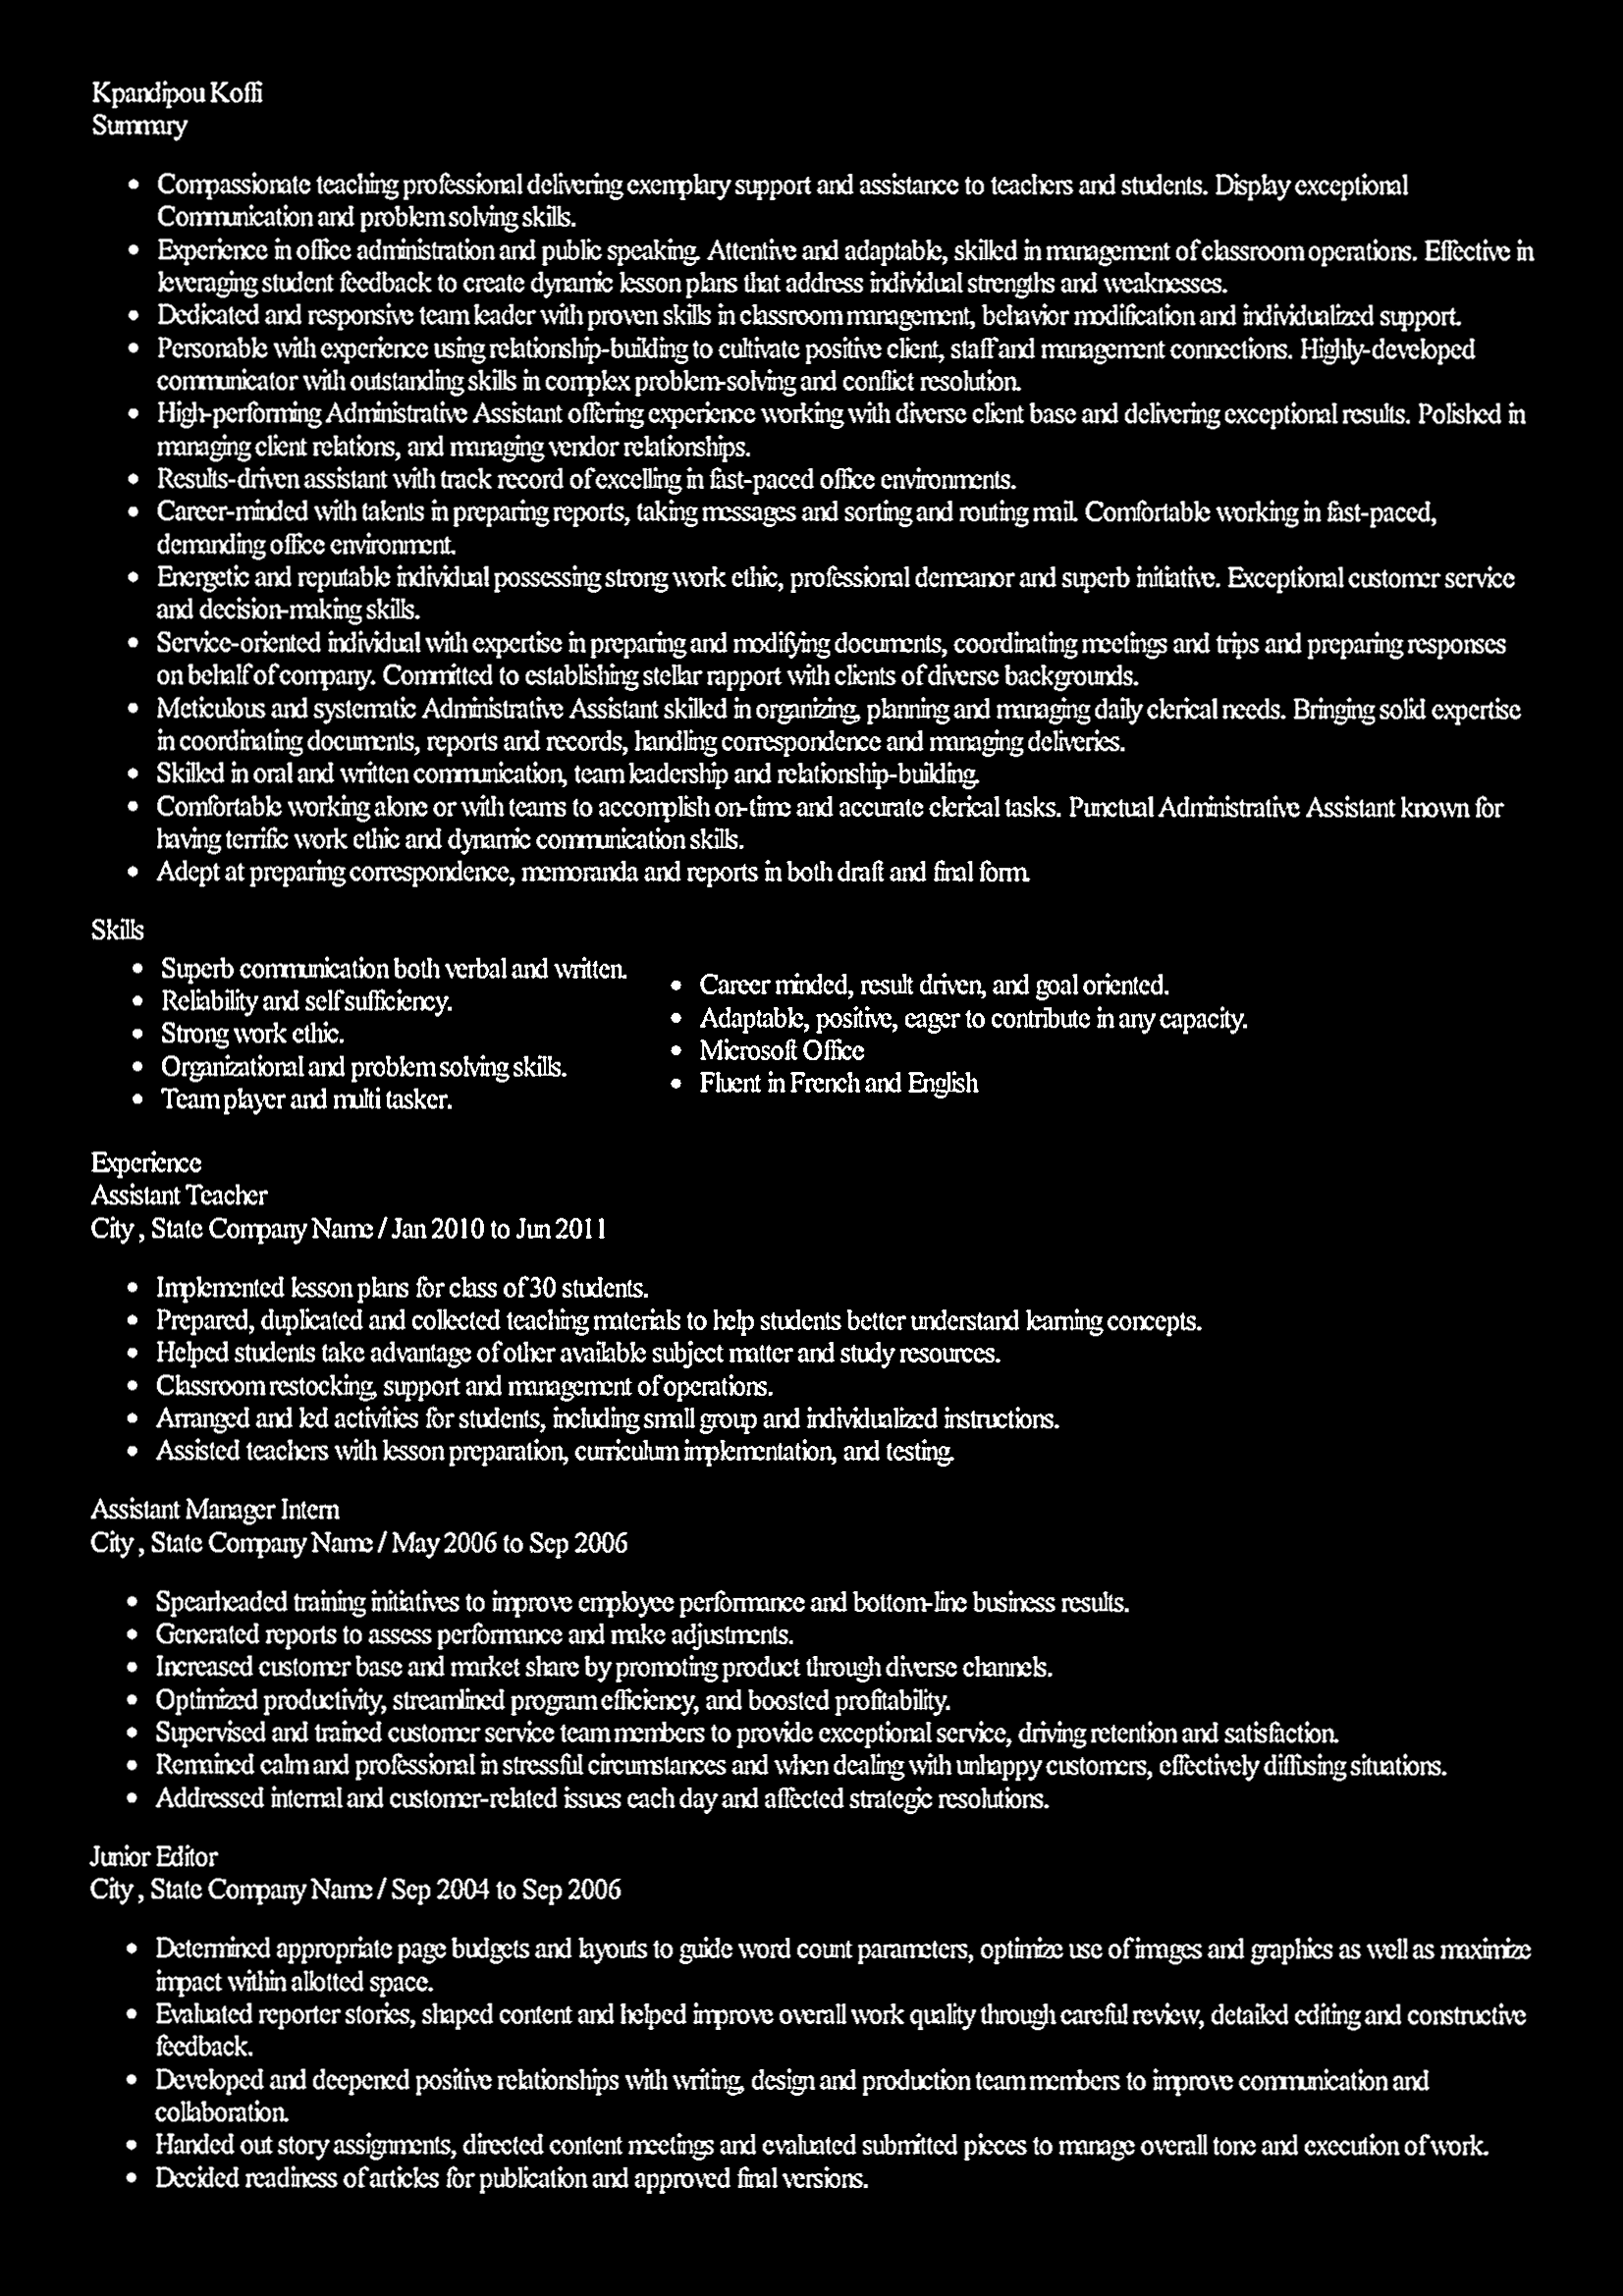 Kpandipou Koffi
Summary
• Compassionate teaching professional delivering exemplary support and assistance to teachers and students. Display exceptional
Communication and problem solving skills.
• Experience in office administration and public speaking. Attentive and adaptable, skilled in management of classroom operations. Effective in
leveraging student feedback to create dynamic lesson plans that address individual strengths and weaknesses.
• Dedicated and responsive team leader with proven skills in classroom management, behavior modification and individualized support.
• Personable with experience using relationship-building to cultivate positive client, staff and management connections. Highly-developed
communicator with outstanding skills in complex problem-solving and conflict resolution.
• High-performing Administrative Assistant offering experience working with diverse client base and delivering exceptional results. Polished in
managing client relations, and managing vendor relationships.
• Results-driven assistant with track record of excelling in fast-paced office environments.
• Career-minded with talents in preparing reports, taking messages and sorting and routing mail. Comfortable working in fast-paced,
demanding office environment.
• Energetic and reputable individual possessing strong work ethic, professional demeanor and superb initiative. Exceptional customer service
and decision-making skills.
• Service-oriented individual with expertise in preparing and modifying documents, coordinating meetings and trips and preparing responses
on behalf of company. Committed to establishing stellar rapport with clients of diverse backgrounds.
• Meticulous and systematic Administrative Assistant skilled in organizing, planning and managing daily clerical needs. Bringing solid expertise
in coordinating documents, reports and records, handling correspondence and managing deliveries.
• Skilled in oral and written communication, team leadership and relationship-building.
• Comfortable working alone or with teams to accomplish on-time and accurate clerical tasks. Punctual Administrative Assistant known for
having terrific work ethic and dynamic communication skills.
• Adept at preparing correspondence, memoranda and reports in both draft and final form.
Skills
• Superb communication both verbal and written.
• Reliability and self sufficiency.
• Strong work ethic.
• Organizational and problem solving skills.
• Team player and multi tasker.
• Career minded, result driven, and goal oriented.
• Adaptable, positive, eager to contribute in any capacity.
• Microsoft Office
• Fluent in French and English
Experience
Assistant Teacher
City , State Company Name / Jan 2010 to Jun 2011
• Implemented lesson plans for class of 30 students.
• Prepared, duplicated and collected teaching materials to help students better understand learning concepts.
• Helped students take advantage of other available subject matter and study resources.
• Classroom restocking, support and management of operations.
• Arranged and led activities for students, including small group and individualized instructions.
• Assisted teachers with lesson preparation, curriculum implementation, and testing.
Assistant Manager Intern
City , State Company Name / May 2006 to Sep 2006
• Spearheaded training initiatives to improve employee performance and bottom-line business results.
• Generated reports to assess performance and make adjustments.
• Increased customer base and market share by promoting product through diverse channels.
• Optimized productivity, streamlined program efficiency, and boosted profitability.
• Supervised and trained customer service team members to provide exceptional service, driving retention and satisfaction.
• Remained calm and professional in stressful circumstances and when dealing with unhappy customers, effectively diffusing situations.
• Addressed internal and customer-related issues each day and affected strategic resolutions.
Junior Editor
City , State Company Name / Sep 2004 to Sep 2006
• Determined appropriate page budgets and layouts to guide word count parameters, optimize use of images and graphics as well as maximize
impact within allotted space.
• Evaluated reporter stories, shaped content and helped improve overall work quality through careful review, detailed editing and constructive
feedback.
• Developed and deepened positive relationships with writing, design and production team members to improve communication and
collaboration.
• Handed out story assignments, directed content meetings and evaluated submitted pieces to manage overall tone and execution of work.
• Decided readiness of articles for publication and approved final versions.